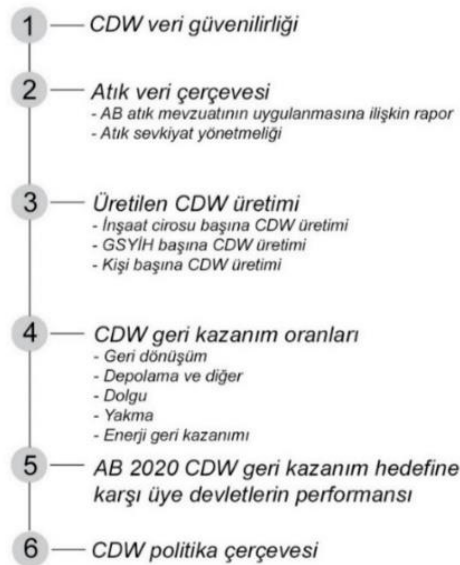 1 CDW veri güvenilirliği
2 Atık veri çerçevesi
- AB atık mevzuatının uygulanmasına ilişkin rapor
- Atık sevkiyat yönetmeliği
3 Üretilen CDW üretimi
- İnşaat cirosu başına CDW üretimi
- GSYİH başına CDW üretimi
- Kişi başına CDW üretimi
4 CDW geri kazanım oranları
- Geri dönüşüm
- Depolama ve diğer
- Dolgu
- Yakma
- Enerji geri kazanımı
5 AB 2020 CDW geri kazanım hedefine
karşı üye devletlerin performansı
6 CDW politika çerçevesi